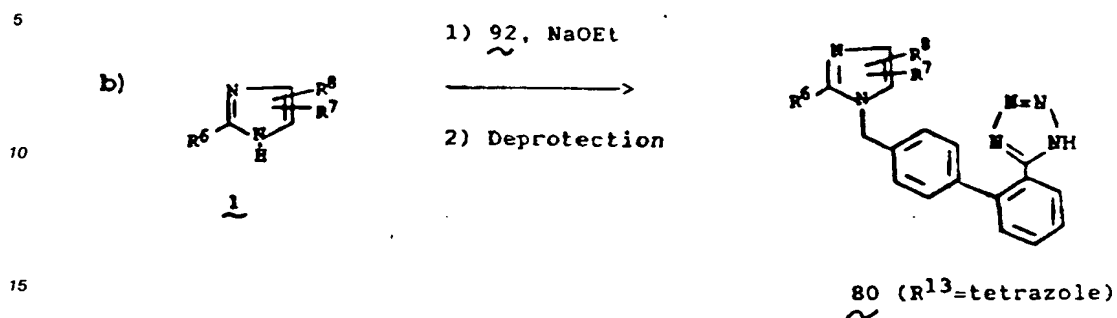 5
1) 92, NaOEt
b)
N
R⁸
R⁷
R⁶
N
H
2) Deprotection
10
1
N
R⁸
R⁷
R⁶
N
N=N
N
NH
15
80 (R¹³=tetrazole)